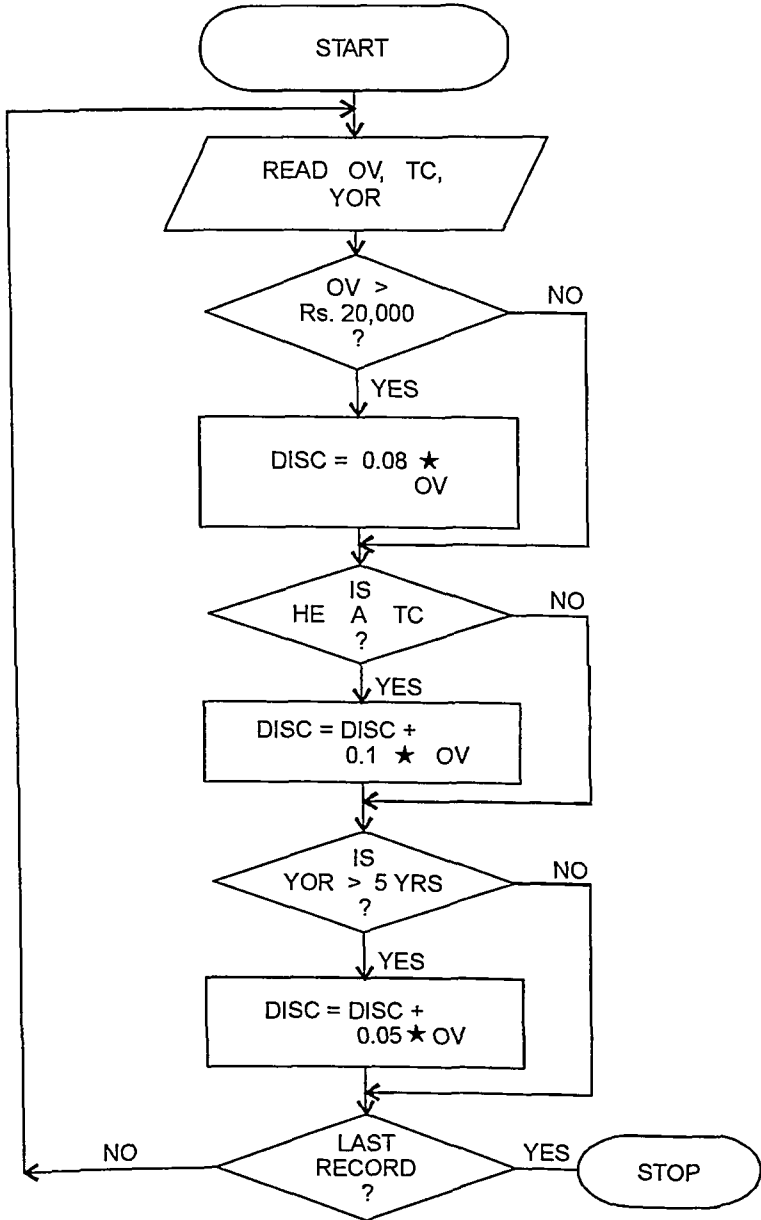 START
READ OV, TC,
YOR
OV >
Rs. 20,000
?
NO
YES
DISC = 0.08 ★
OV
IS
HE A TC
?
NO
YES
DISC = DISC +
0.1 ★ OV
IS
YOR > 5 YRS
?
NO
YES
DISC = DISC +
0.05 ★ OV
LAST
RECORD
?
NO
YES
STOP